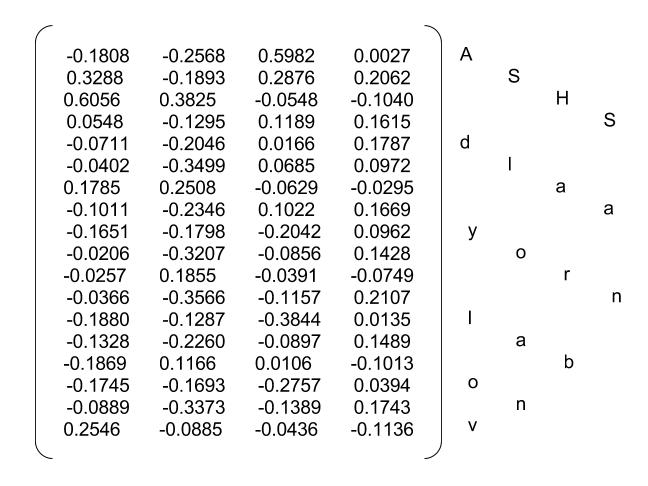 -0.1808 -0.2568 0.5982 0.0027 A
0.3288 -0.1893 0.2876 0.2062 S
0.6056 0.3825 -0.0548 -0.1040 H
0.0548 -0.1295 0.1189 0.1615 S
-0.0711 -0.2046 0.0166 0.1787 d
-0.0402 -0.3499 0.0685 0.0972 l
0.1785 0.2508 -0.0629 -0.0295 a
-0.1011 -0.2346 0.1022 0.1669 a
-0.1651 -0.1798 -0.2042 0.0962 y
-0.0206 -0.3207 -0.0856 0.1428 o
-0.0257 0.1855 -0.0391 -0.0749 r
-0.0366 -0.3566 -0.1157 0.2107 n
-0.1880 -0.1287 -0.3844 0.0135 l
-0.1328 -0.2260 -0.0897 0.1489 a
-0.1869 0.1166 0.0106 -0.1013 b
-0.1745 -0.1693 -0.2757 0.0394 o
-0.0889 -0.3373 -0.1389 0.1743 n
0.2546 -0.0885 -0.0436 -0.1136 v